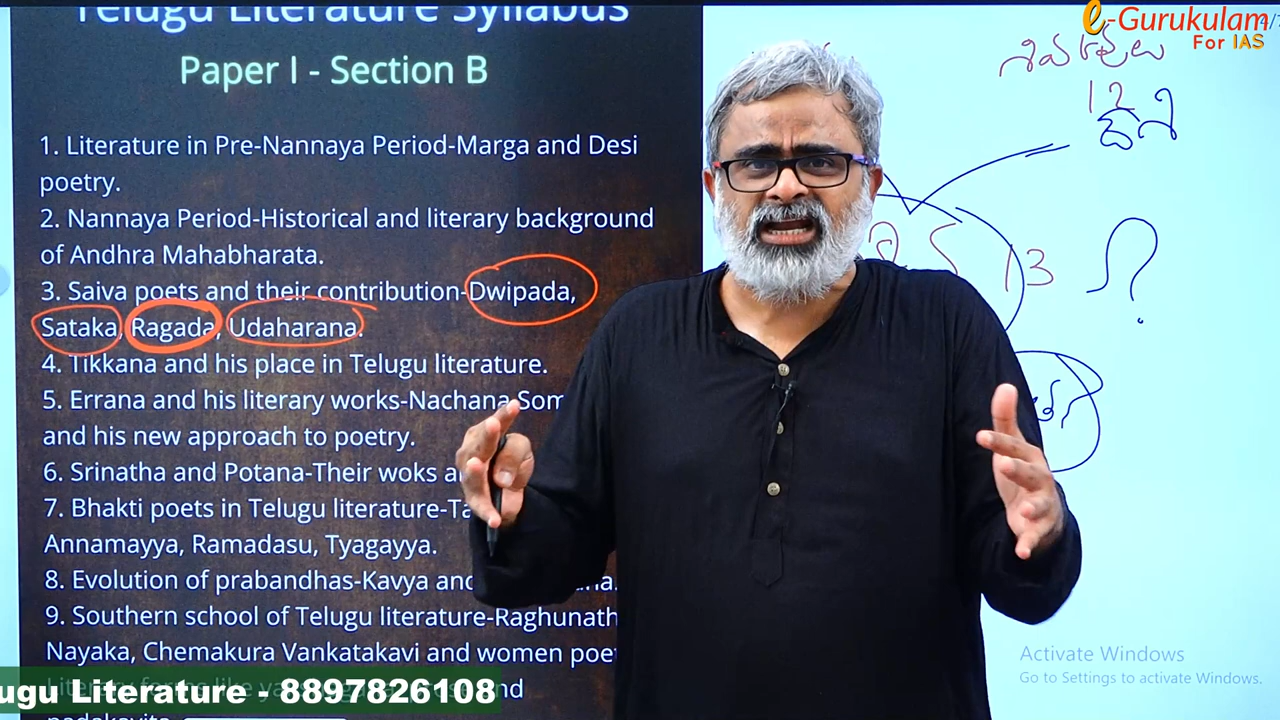 Telugu Literature Syllabus
Paper I - Section B
1. Literature in Pre-Nannaya Period-Marga and Desi
poetry.
2. Nannaya Period-Historical and literary background
of Andhra Mahabharata.
3. Saiva poets and their contribution-Dwipada,
Sataka, Ragada, Udaharana.
4. Tikkana and his place in Telugu literature.
5. Errana and his literary works-Nachana Som
and his new approach to poetry.
6. Srinatha and Potana-Their woks a
7. Bhakti poets in Telugu literature-Ta
Annamayya, Ramadasu, Tyagayya.
8. Evolution of prabandhas-Kavya and
9. Southern school of Telugu literature-Raghunath
Nayaka, Chemakura Vankatakavi and women poe
ugu Literature - 8897826108
e-Gurukulam
For IAS
శివకవులు
12
13 ?
Activate Windows
Go to Settings to activate Windows.